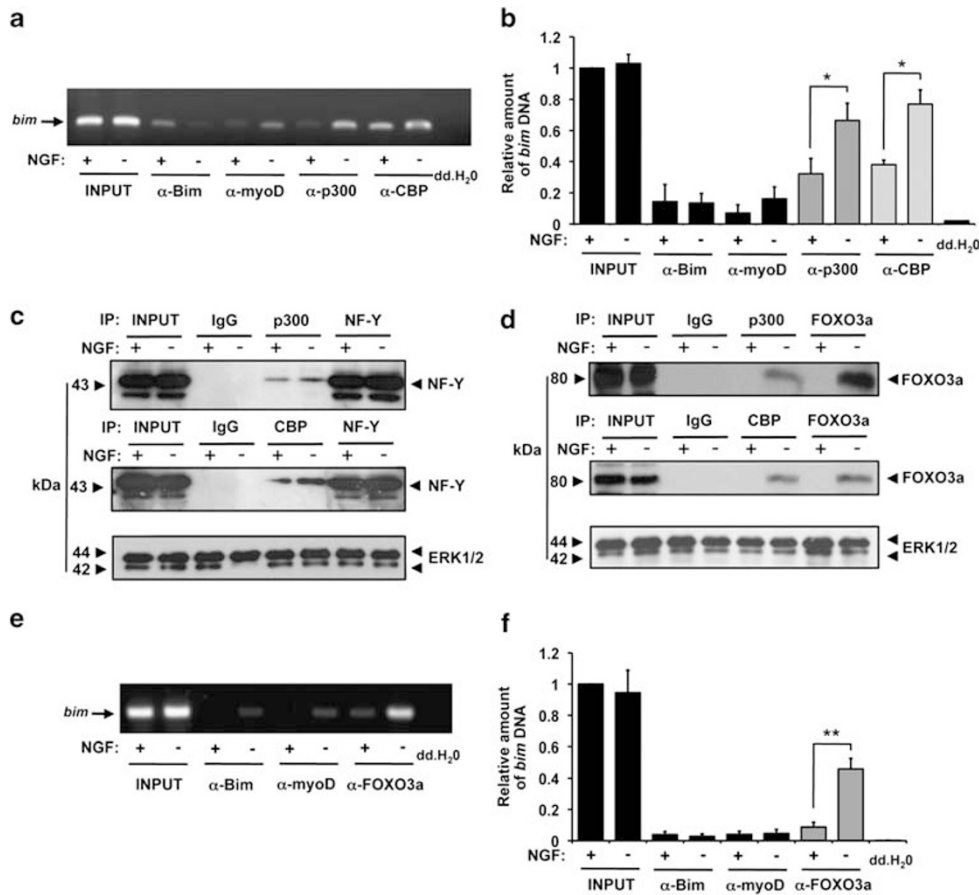 a
bim
NGF: + - + - + - + - + - dd.H20
INPUT α-Bim α-myoD α-p300 α-CBP
b
Relative amount
of bim DNA
1.2
1
0.8
0.6
0.4
0.2
0
* *
NGF: + - + - + - + - + - dd.H20
INPUT α-Bim α-myoD α-p300 α-CBP
c
IP: INPUT IgG p300 NF-Y
NGF: + - + - + - + -
43 NF-Y
IP: INPUT IgG CBP NF-Y
NGF: + - + - + - + -
kDa 43 NF-Y
44
42 ERK1/2
d
IP: INPUT IgG p300 FOXO3a
NGF: + - + - + - + -
80 FOXO3a
IP: INPUT IgG CBP FOXO3a
NGF: + - + - + - + -
kDa 80 FOXO3a
44
42 ERK1/2
e
bim
NGF: + - + - + - + - dd.H20
INPUT α-Bim α-myoD α-FOXO3a
f
Relative amount
of bim DNA
1.2
1
0.8
0.6
0.4
0.2
0
**
NGF: + - + - + - + - dd.H20
INPUT α-Bim α-myoD α-FOXO3a